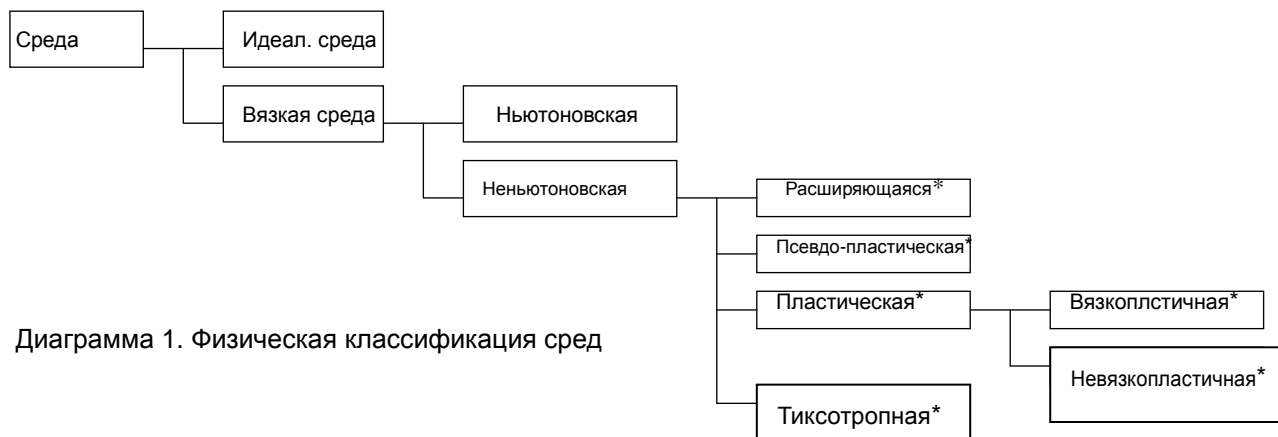 Среда
Идеал. среда
Вязкая среда
Ньютоновская
Неньютоновская
Расширяющаяся*
Псевдо-пластическая*
Пластическая*
Вязкоплстичная*
Невязкопластичная*
Тиксотропная*
Диаграмма 1. Физическая классификация сред